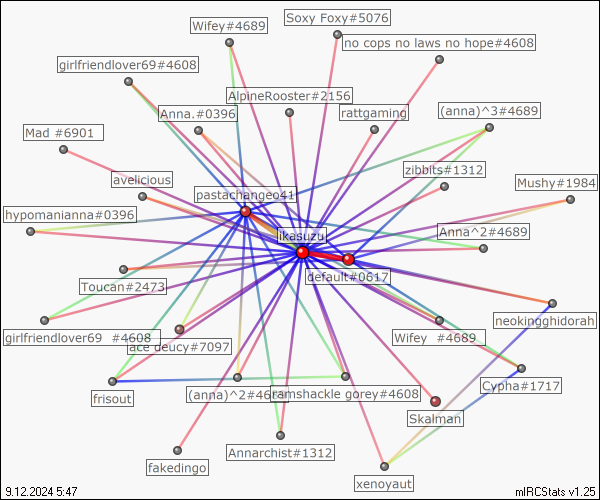 Soxy Foxy#5076
Wifey#4689
no cops no laws no hope#4608
girlfriendlover69#4608
AlpineRooster#2156
Anna.#0396
rattgaming
(anna)^3#4689
Mad #6901
zibbits#1312
avelicious
Mushy#1984
pastachangeo41
hypomanianna#0396
ikasuzu
Anna^2#4689
default#0617
Toucan#2473
neokingghidorah
girlfriendlover69 #4608
ace deucy#7097
Wifey #4689
Cypha#1717
frisout
(anna)^2#4689
ramshackle gorey#4608
Skalman
Annarchist#1312
fakedingo
xenoyaut
9.12.2024 5:47
mIRCStats v1.25